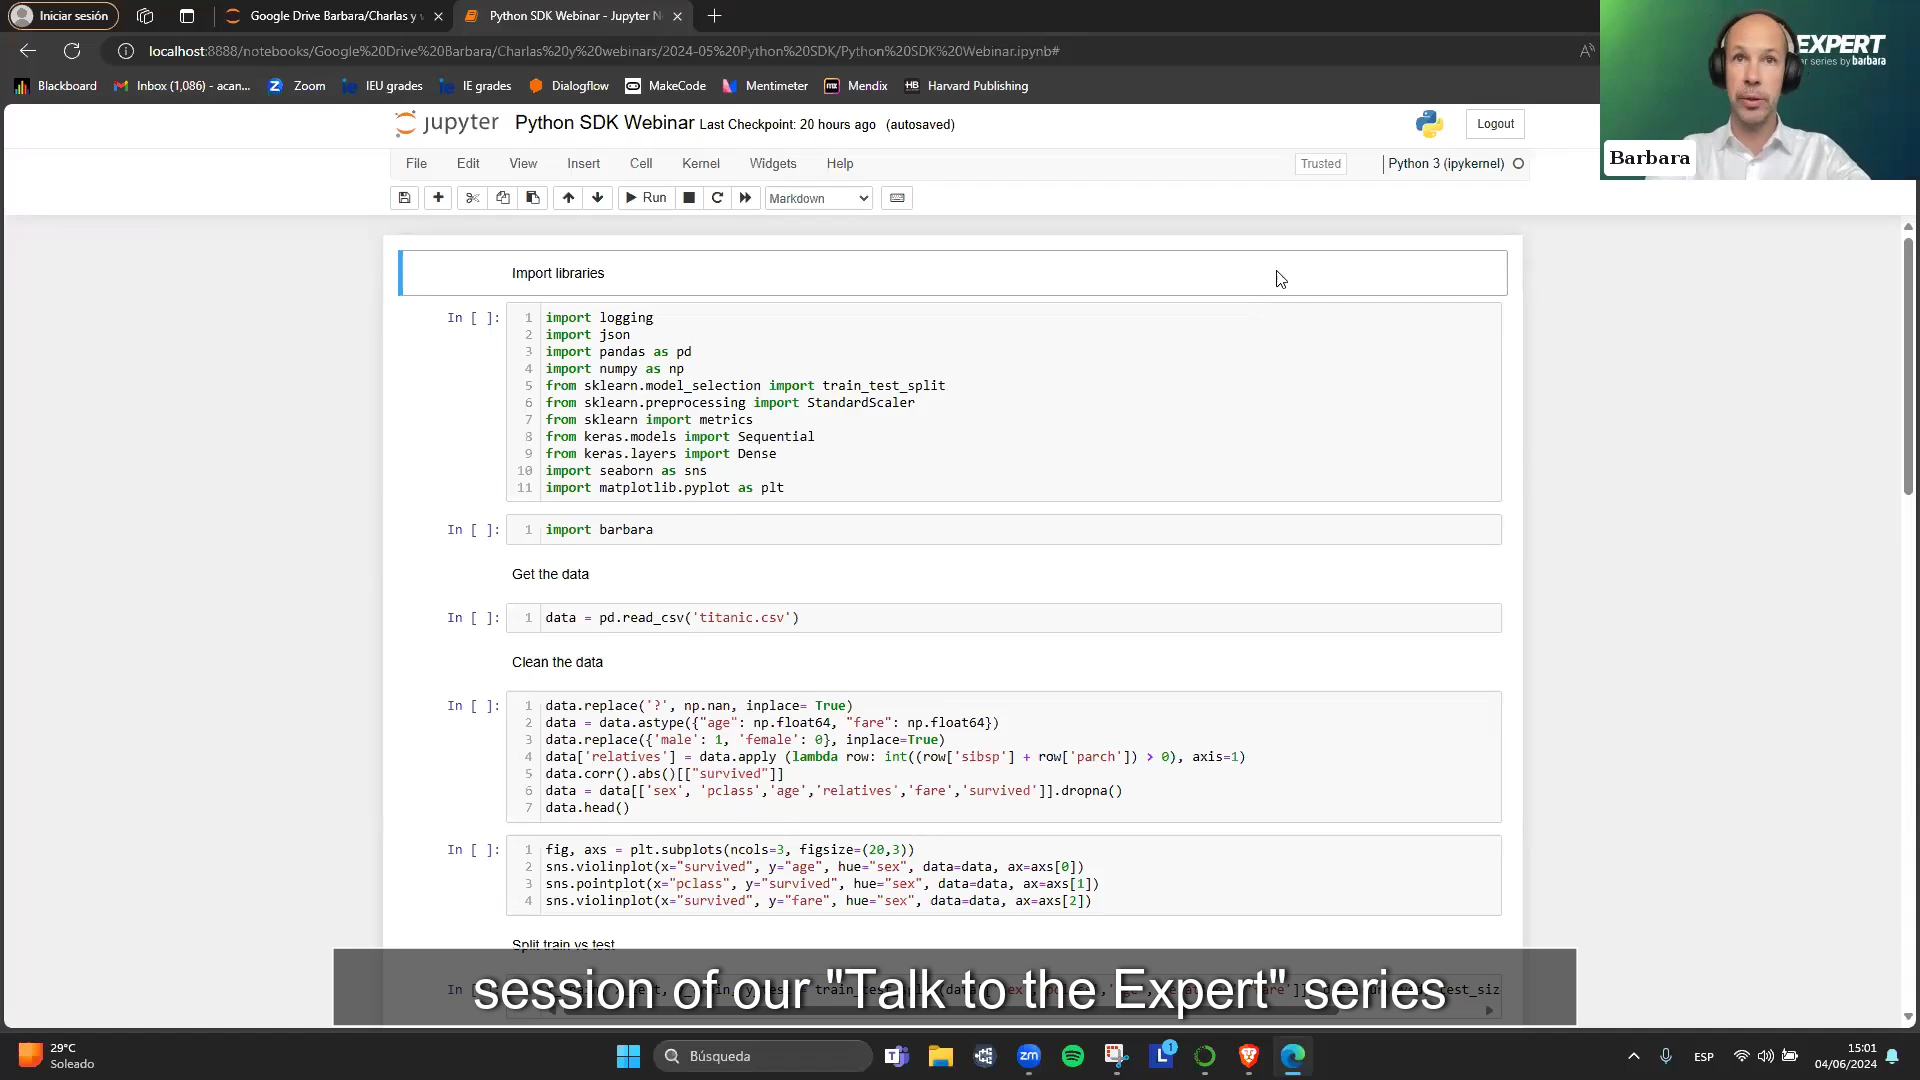 Iniciar sesión
Google Drive Barbara/Charlas y
Python SDK Webinar - Jupyter N
localhost:8888/notebooks/Google%20Drive%20Barbara/Charlas%20y%20webinars/2024-05%20Python%20SDK/Python%20SDK%20Webinar.ipynb#
Blackboard
Inbox (1,086) - acan...
Zoom
IEU grades
IE grades
Dialogflow
MakeCode
Mentimeter
Mendix
Harvard Publishing
EXPERT
r series by barbara
Barbara
jupyter Python SDK Webinar Last Checkpoint: 20 hours ago (autosaved)
Logout
File Edit View Insert Cell Kernel Widgets Help
Trusted
Python 3 (ipykernel)
Run
Markdown
Import libraries
In [ ]:
1 import logging
2 import json
3 import pandas as pd
4 import numpy as np
5 from sklearn.model_selection import train_test_split
6 from sklearn.preprocessing import StandardScaler
7 from sklearn import metrics
8 from keras.models import Sequential
9 from keras.layers import Dense
10 import seaborn as sns
11 import matplotlib.pyplot as plt
In [ ]:
1 import barbara
Get the data
In [ ]:
1 data = pd.read_csv('titanic.csv')
Clean the data
In [ ]:
1 data.replace('?', np.nan, inplace= True)
2 data = data.astype({"age": np.float64, "fare": np.float64})
3 data.replace({'male': 1, 'female': 0}, inplace=True)
4 data['relatives'] = data.apply (lambda row: int((row['sibsp'] + row['parch']) > 0), axis=1)
5 data.corr().abs()[["survived"]]
6 data = data[['sex', 'pclass','age','relatives','fare','survived']].dropna()
7 data.head()
In [ ]:
1 fig, axs = plt.subplots(ncols=3, figsize=(20,3))
2 sns.violinplot(x="survived", y="age", hue="sex", data=data, ax=axs[0])
3 sns.pointplot(x="pclass", y="survived", hue="sex", data=data, ax=axs[1])
4 sns.violinplot(x="survived", y="fare", hue="sex", data=data, ax=axs[2])
Split train vs test
session of our "Talk to the Expert" series
In
test_siz
29°C
Soleado
Búsqueda
1
ESP
15:01
04/06/2024